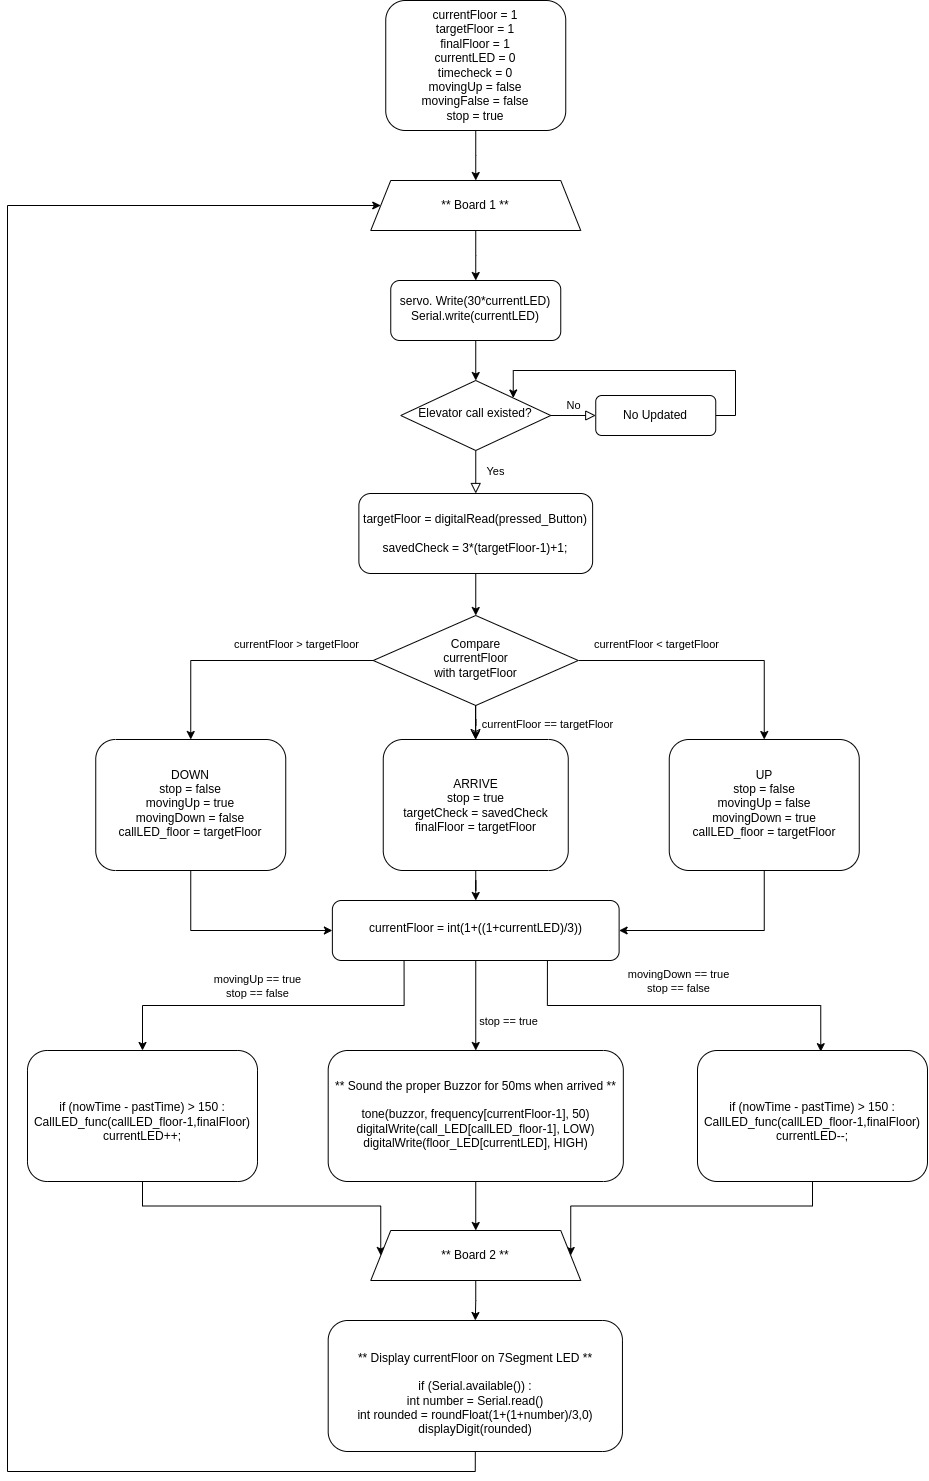 currentFloor = 1
targetFloor = 1
finalFloor = 1
currentLED = 0
timecheck = 0
movingUp = false
movingFalse = false
stop = true
** Board 1 **
servo. Write(30*currentLED)
Serial.write(currentLED)
Elevator call existed?
No
No Updated
Yes
targetFloor = digitalRead(pressed_Button)
savedCheck = 3*(targetFloor-1)+1;
currentFloor > targetFloor
Compare
currentFloor
with targetFloor
currentFloor < targetFloor
currentFloor == targetFloor
DOWN
stop = false
movingUp = true
movingDown = false
callLED_floor = targetFloor
ARRIVE
stop = true
targetCheck = savedCheck
finalFloor = targetFloor
UP
stop = false
movingUp = false
movingDown = true
callLED_floor = targetFloor
currentFloor = int(1+((1+currentLED)/3))
movingUp == true
stop == false
stop == true
movingDown == true
stop == false
if (nowTime - pastTime) > 150 :
CallLED_func(callLED_floor-1,finalFloor)
currentLED++;
** Sound the proper Buzzor for 50ms when arrived **
tone(buzzor, frequency[currentFloor-1], 50)
digitalWrite(call_LED[callLED_floor-1], LOW)
digitalWrite(floor_LED[currentLED], HIGH)
if (nowTime - pastTime) > 150 :
CallLED_func(callLED_floor-1,finalFloor)
currentLED--;
** Board 2 **
** Display currentFloor on 7Segment LED **
if (Serial.available()) :
int number = Serial.read()
int rounded = roundFloat(1+(1+number)/3,0)
displayDigit(rounded)